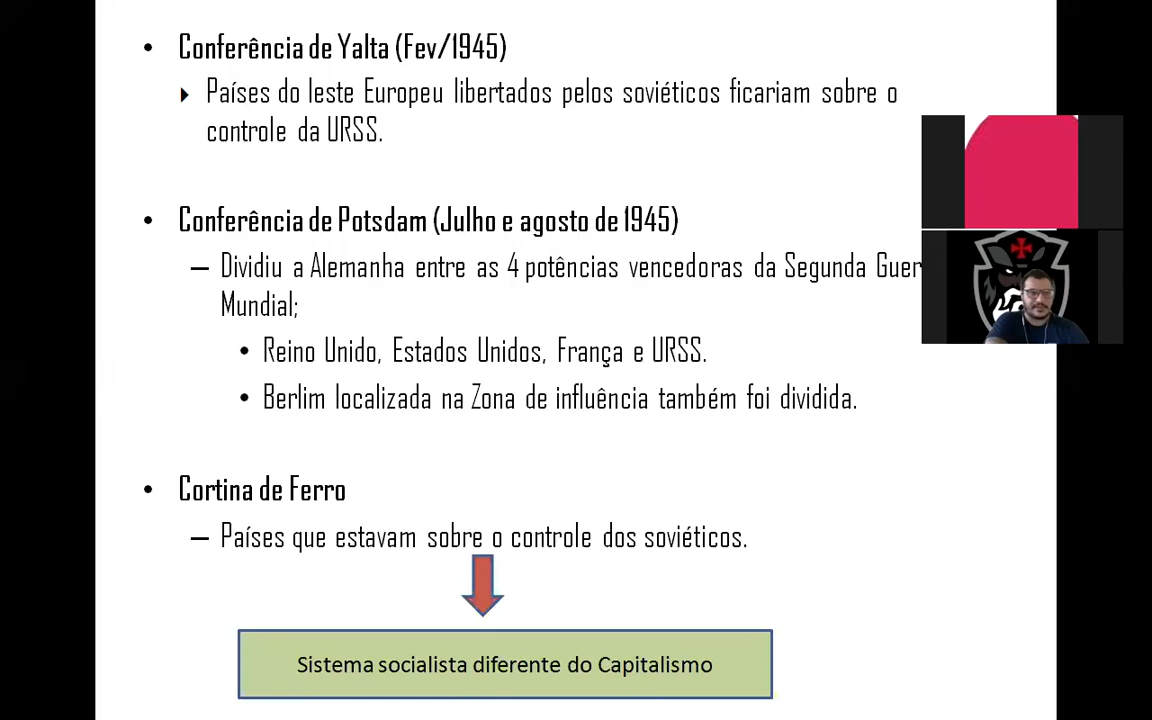 • Conferência de Yalta (Fev/1945)
Países do leste Europeu libertados pelos soviéticos ficariam sobre o
controle da URSS.
• Conferência de Potsdam (Julho e agosto de 1945)
– Dividiu a Alemanha entre as 4 potências vencedoras da Segunda Guer
Mundial;
• Reino Unido, Estados Unidos, França e URSS.
• Berlim localizada na Zona de influência também foi dividida.
• Cortina de Ferro
– Países que estavam sobre o controle dos soviéticos.
Sistema socialista diferente do Capitalismo